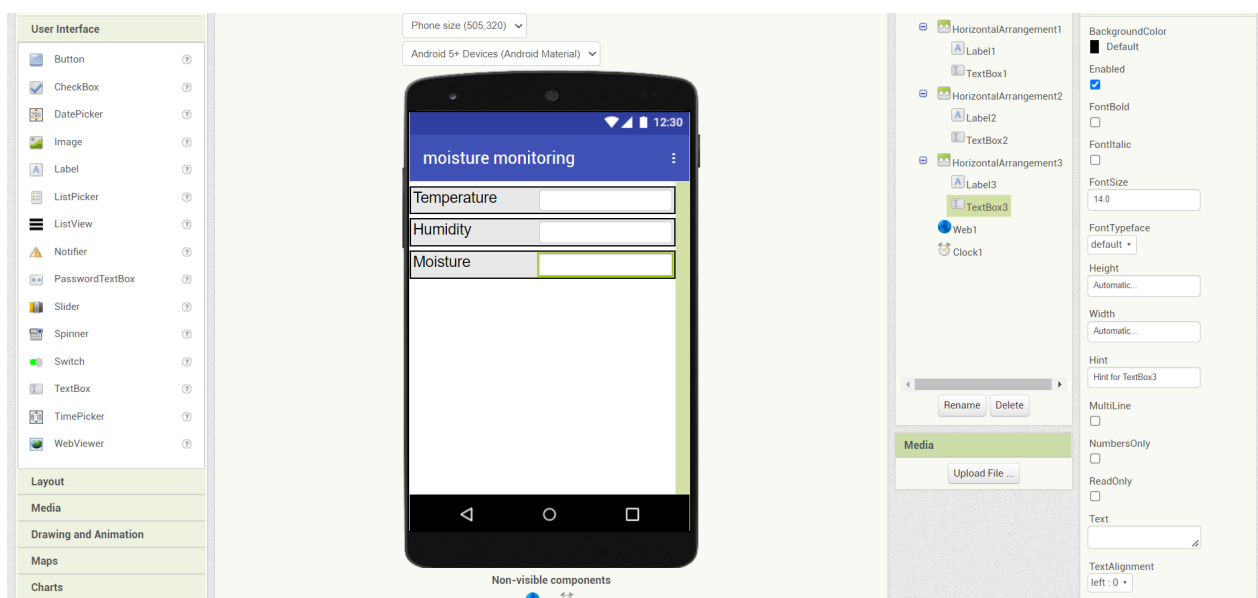 User Interface
Button
CheckBox
DatePicker
Image
Label
ListPicker
ListView
Notifier
PasswordTextBox
Slider
Spinner
Switch
TextBox
TimePicker
WebViewer
Layout
Media
Drawing and Animation
Maps
Charts
Phone size (505,320)
Android 5+ Devices (Android Material)
12:30
moisture monitoring
Temperature
Humidity
Moisture
Non-visible components
HorizontalArrangement1
Label1
TextBox1
HorizontalArrangement2
Label2
TextBox2
HorizontalArrangement3
Label3
TextBox3
Web1
Clock1
Rename Delete
Media
Upload File ...
BackgroundColor
Default
Enabled
FontBold
FontItalic
FontSize
14.0
FontTypeface
default
Height
Automatic...
Width
Automatic...
Hint
Hint for TextBox3
MultiLine
NumbersOnly
ReadOnly
Text
TextAlignment
left : 0